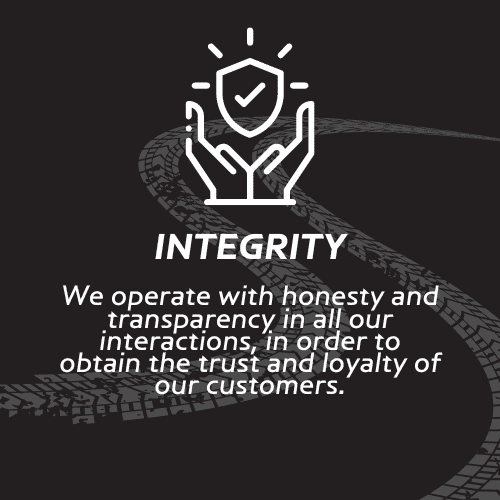 INTEGRITY
We operate with honesty and
transparency in all our
interactions, in order to
obtain the trust and loyalty of
our customers.